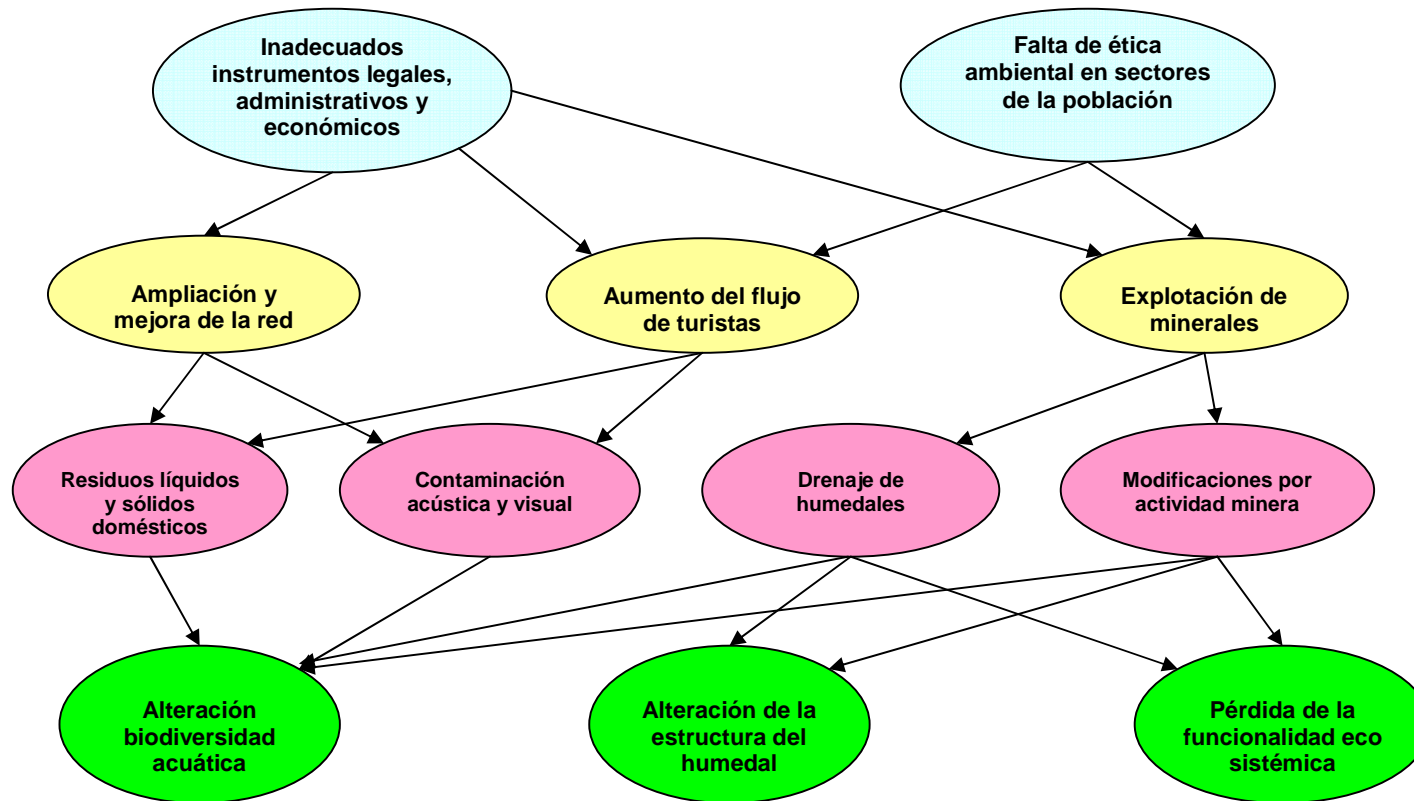 Inadecuados
instrumentos legales,
administrativos y
económicos
Falta de ética
ambiental en sectores
de la población
Ampliación y
mejora de la red
Aumento del flujo
de turistas
Explotación de
minerales
Residuos líquidos
y sólidos
domésticos
Contaminación
acústica y visual
Drenaje de
humedales
Modificaciones por
actividad minera
Alteración
biodiversidad
acuática
Alteración de la
estructura del
humedal
Pérdida de la
funcionalidad eco
sistémica